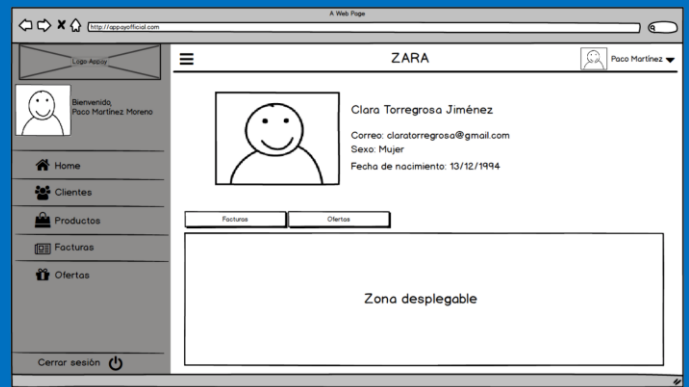 A Web Page
http://appayofficial.com
Logo Appay
ZARA
Paco Martínez
Bienvenido,
Paco Martínez Moreno
Home
Clientes
Productos
Facturas
Ofertas
Cerrar sesión
Clara Torregrosa Jiménez
Correo: claratorregrosa@gmail.com
Sexo: Mujer
Fecha de nacimiento: 13/12/1994
Facturas
Ofertas
Zona desplegable